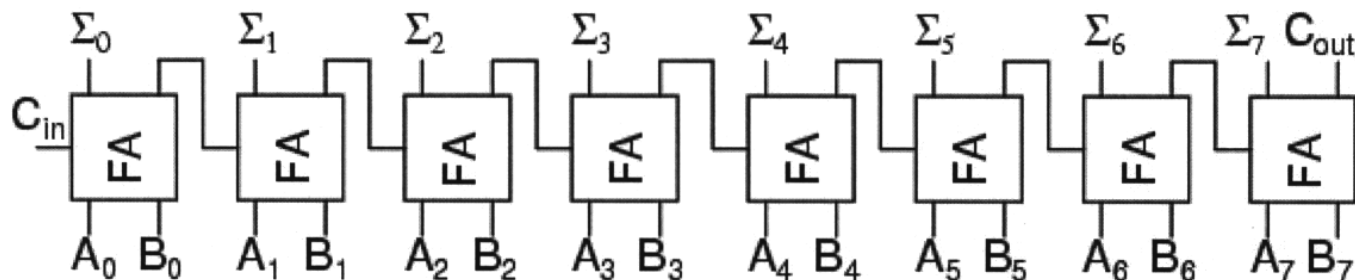 Σ₀ Σ₁ Σ₂ Σ₃ Σ₄ Σ₅ Σ₆ Σ₇ Cout
Cin FA FA FA FA FA FA FA FA
A₀ B₀ A₁ B₁ A₂ B₂ A₃ B₃ A₄ B₄ A₅ B₅ A₆ B₆ A₇ B₇